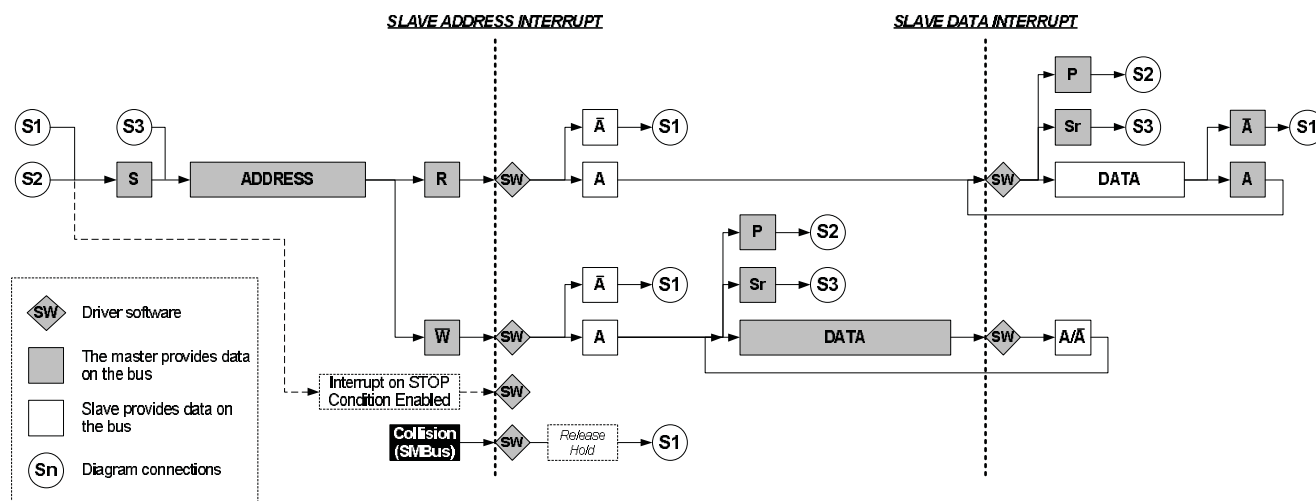 SLAVE ADDRESS INTERRUPT
SLAVE DATA INTERRUPT
P
S2
S1
S3
A̅
S1
Sr
S3
A̅
S1
S2
S
ADDRESS
R
SW
A
SW
DATA
A
P
S2
A̅
S1
Sr
S3
SW
Driver software
W̅
SW
A
DATA
SW
A/A̅
The master provides data
on the bus
Interrupt on STOP
Condition Enabled
SW
Slave provides data on
the bus
Collision
(SMBus)
SW
Release
Hold
S1
Sn
Diagram connections